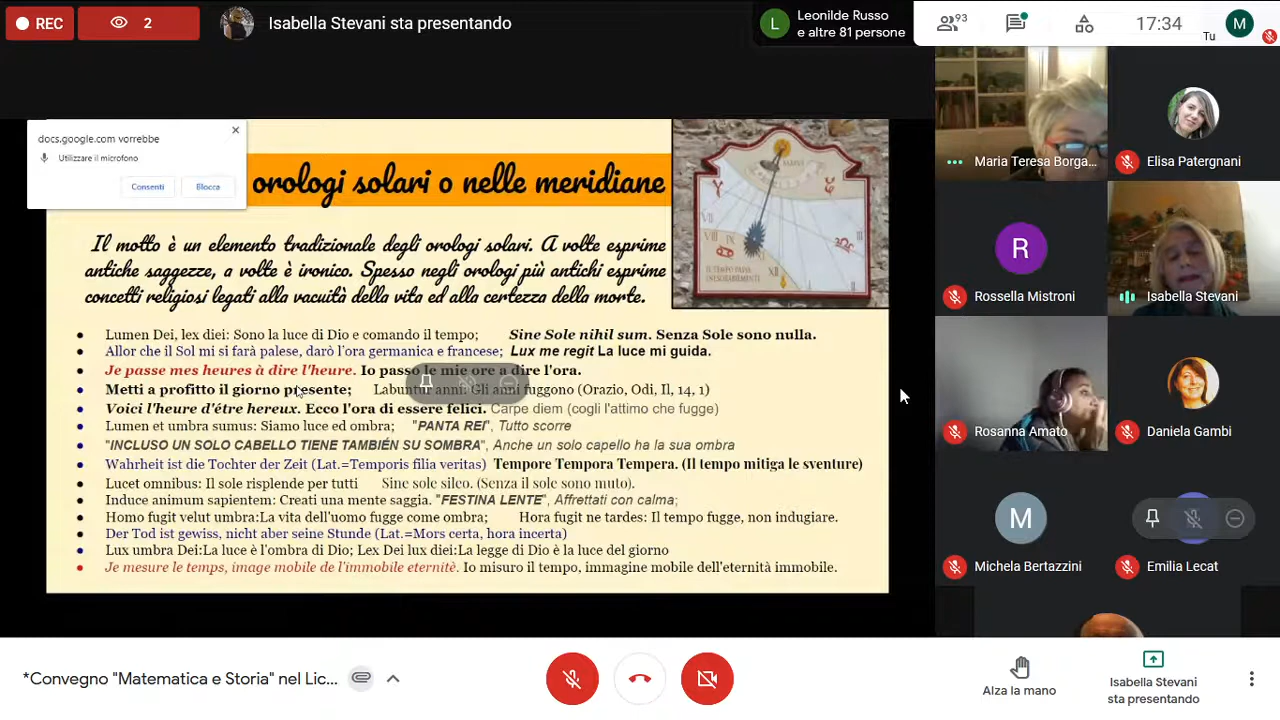 REC
2
Isabella Stevani sta presentando
L
Leonilde Russo
e altre 81 persone
93
17:34
Tu
M
docs.google.com vorrebbe
Utilizzare il microfono
Consenti
Blocca
orologi solari o nelle meridiane
Il motto è un elemento tradizionale degli orologi solari. A volte esprime
antiche saggezze, a volte è ironico. Spesso negli orologi più antichi esprime
concetti religiosi legati alla vacuità della vita ed alla certezza della morte.
VII
VIII
IX
XI
XII
I
II
III
IL TEMPO PASSA
INESORABILMENTE
Lumen Dei, lex diei: Sono la luce di Dio e comando il tempo; Sine Sole nihil sum. Senza Sole sono nulla.
Allor che il Sol mi si farà palese, darò l'ora germanica e francese; Lux me regit La luce mi guida.
Je passe mes heures à dire l'heure. Io passo le mie ore a dire l'ora.
Metti a profitto il giorno presente; Labuntur anni. Gli anni fuggono (Orazio, Odi, Il, 14, 1)
Voici l'heure d'étre hereux. Ecco l'ora di essere felici. Carpe diem (cogli l'attimo che fugge)
Lumen et umbra sumus: Siamo luce ed ombra; "PANTA REI", Tutto scorre
"INCLUSO UN SOLO CABELLO TIENE TAMBIÉN SU SOMBRA", Anche un solo capello ha la sua ombra
Wahrheit ist die Tochter der Zeit (Lat.=Temporis filia veritas) Tempore Tempora Tempera. (Il tempo mitiga le sventure)
Lucet omnibus: Il sole risplende per tutti Sine sole sileo. (Senza il sole sono muto).
Induce animum sapientem: Creati una mente saggia. "FESTINA LENTE", Affrettati con calma;
Homo fugit velut umbra:La vita dell'uomo fugge come ombra; Hora fugit ne tardes: Il tempo fugge, non indugiare.
Der Tod ist gewiss, nicht aber seine Stunde (Lat.=Mors certa, hora incerta)
Lux umbra Dei:La luce è l'ombra di Dio; Lex Dei lux diei:La legge di Dio è la luce del giorno
Je mesure le temps, image mobile de l'immobile eternitè. Io misuro il tempo, immagine mobile dell'eternità immobile.
Maria Teresa Borga...
Elisa Patergnani
R
Rossella Mistroni
Isabella Stevani
Rosanna Amato
Daniela Gambi
M
Michela Bertazzini
Emilia Lecat
*Convegno "Matematica e Storia" nel Lic...
Alza la mano
Isabella Stevani
sta presentando